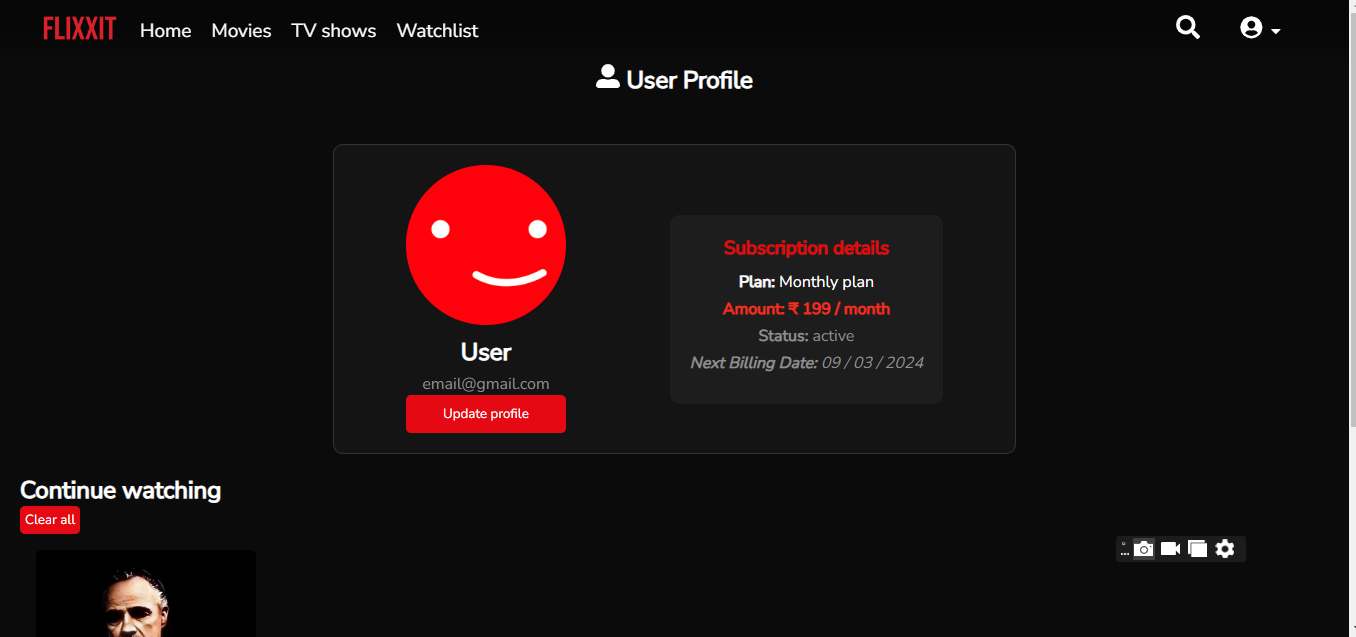 FLIXXIT Home Movies TV shows Watchlist
User Profile
Subscription details
Plan: Monthly plan
Amount: ₹ 199 / month
Status: active
Next Billing Date: 09 / 03 / 2024
User
email@gmail.com
Update profile
Continue watching
Clear all